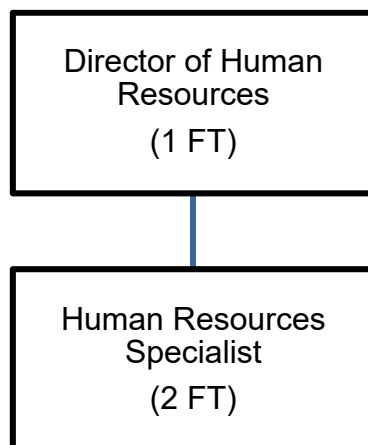 Director of Human
Resources
(1 FT)
Human Resources
Specialist
(2 FT)